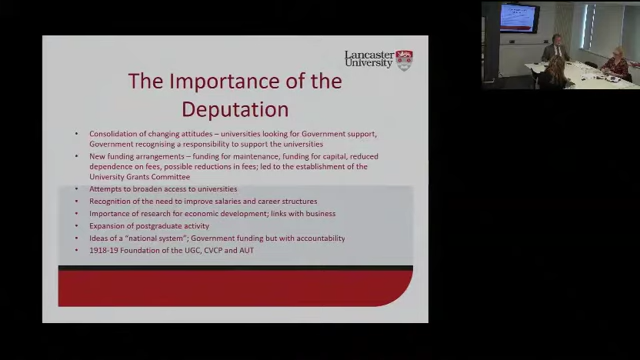 Lancaster
University
The Importance of the
Deputation
• Consolidation of changing attitudes – universities looking for Government support,
Government recognising a responsibility to support the universities
• New funding arrangements – funding for maintenance, funding for capital, reduced
dependence on fees, possible reductions in fees; led to the establishment of the
University Grants Committee
• Attempts to broaden access to universities
• Recognition of the need to improve salaries and career structures
• Importance of research for economic development; links with business
• Expansion of postgraduate activity
• Ideas of a "national system"; Government funding but with accountability
• 1918-19 Foundation of the UGC, CVCP and AUT